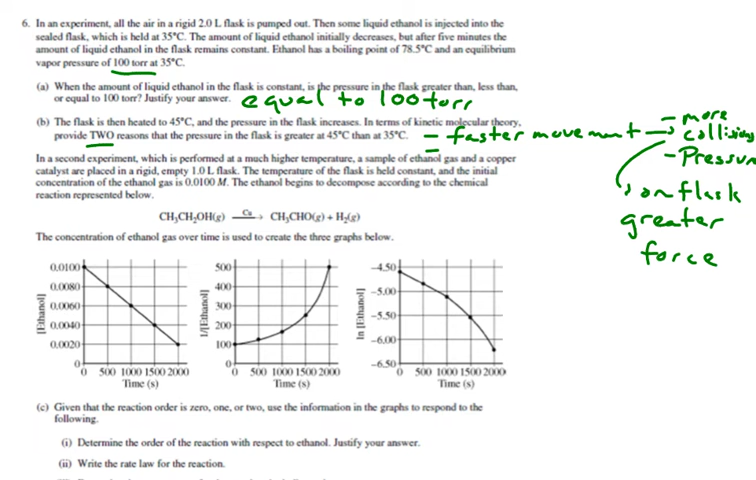 6. In an experiment, all the air in a rigid 2.0 L flask is pumped out. Then some liquid ethanol is injected into the
sealed flask, which is held at 35°C. The amount of liquid ethanol initially decreases, but after five minutes the
amount of liquid ethanol in the flask remains constant. Ethanol has a boiling point of 78.5°C and an equilibrium
vapor pressure of 100 torr at 35°C.
(a) When the amount of liquid ethanol in the flask is constant, is the pressure in the flask greater than, less than,
or equal to 100 torr? Justify your answer.
equal to 100 torr
(b) The flask is then heated to 45°C, and the pressure in the flask increases. In terms of kinetic molecular theory,
provide TWO reasons that the pressure in the flask is greater at 45°C than at 35°C.
- faster movement
- more
collisions
- Pressure
on flask
greater
force
In a second experiment, which is performed at a much higher temperature, a sample of ethanol gas and a copper
catalyst are placed in a rigid, empty 1.0 L flask. The temperature of the flask is held constant, and the initial
concentration of the ethanol gas is 0.0100 M. The ethanol begins to decompose according to the chemical
reaction represented below.
CH₃CH₂OH(g) Cu→ CH₃CHO(g) + H₂(g)
The concentration of ethanol gas over time is used to create the three graphs below.
[Ethanol]
0.0100
0.0080
0.0060
0.0040
0.0020
0
0 500 1000 1500 2000
Time (s)
1/[Ethanol]
500
400
300
200
100
0
0 500 1000 1500 2000
Time (s)
ln [Ethanol]
-4.50
-5.00
-5.50
-6.00
-6.50
0 500 1000 1500 2000
Time (s)
(c) Given that the reaction order is zero, one, or two, use the information in the graphs to respond to the
following.
(i) Determine the order of the reaction with respect to ethanol. Justify your answer.
(ii) Write the rate law for the reaction.